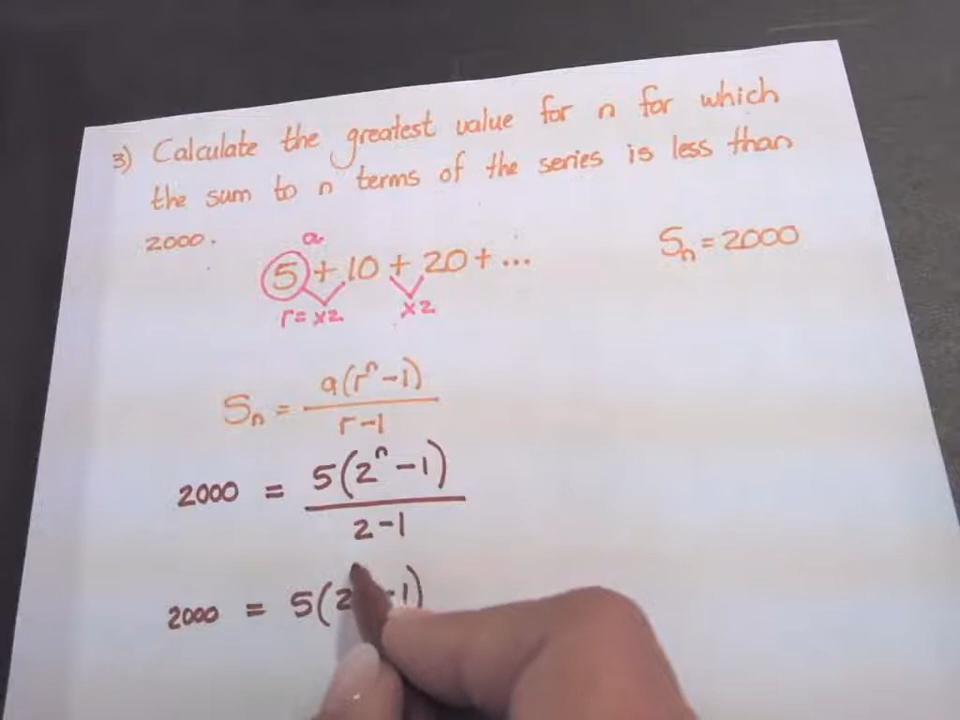 3) Calculate the greatest value for n for which
the sum to n terms of the series is less than
2000.
a
5 + 10 + 20 + ...
Sn = 2000
r = x2
x2
Sn = a(r^n - 1)
r - 1
2000 = 5(2^n - 1)
2 - 1
2000 = 5(2 - 1)